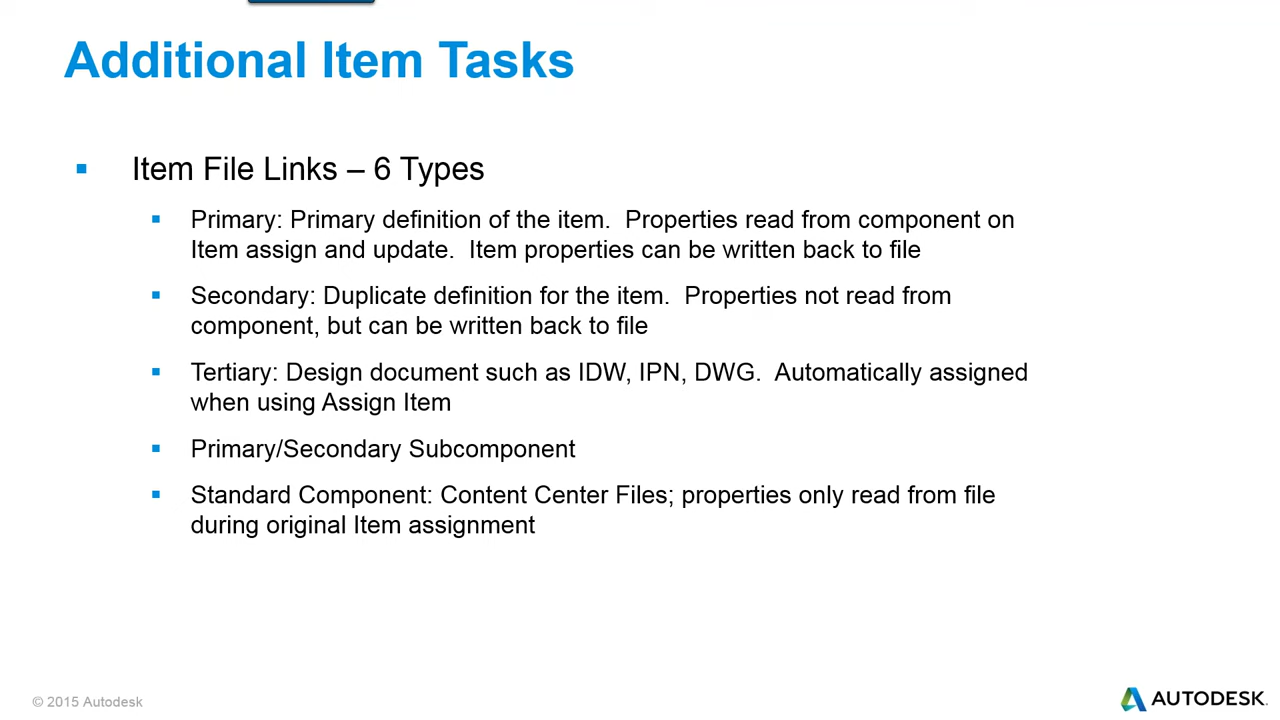 Additional Item Tasks
Item File Links – 6 Types
Primary: Primary definition of the item.  Properties read from component on
Item assign and update.  Item properties can be written back to file
Secondary: Duplicate definition for the item.  Properties not read from
component, but can be written back to file
Tertiary: Design document such as IDW, IPN, DWG.  Automatically assigned
when using Assign Item
Primary/Secondary Subcomponent
Standard Component: Content Center Files; properties only read from file
during original Item assignment
© 2015 Autodesk
AUTODESK.